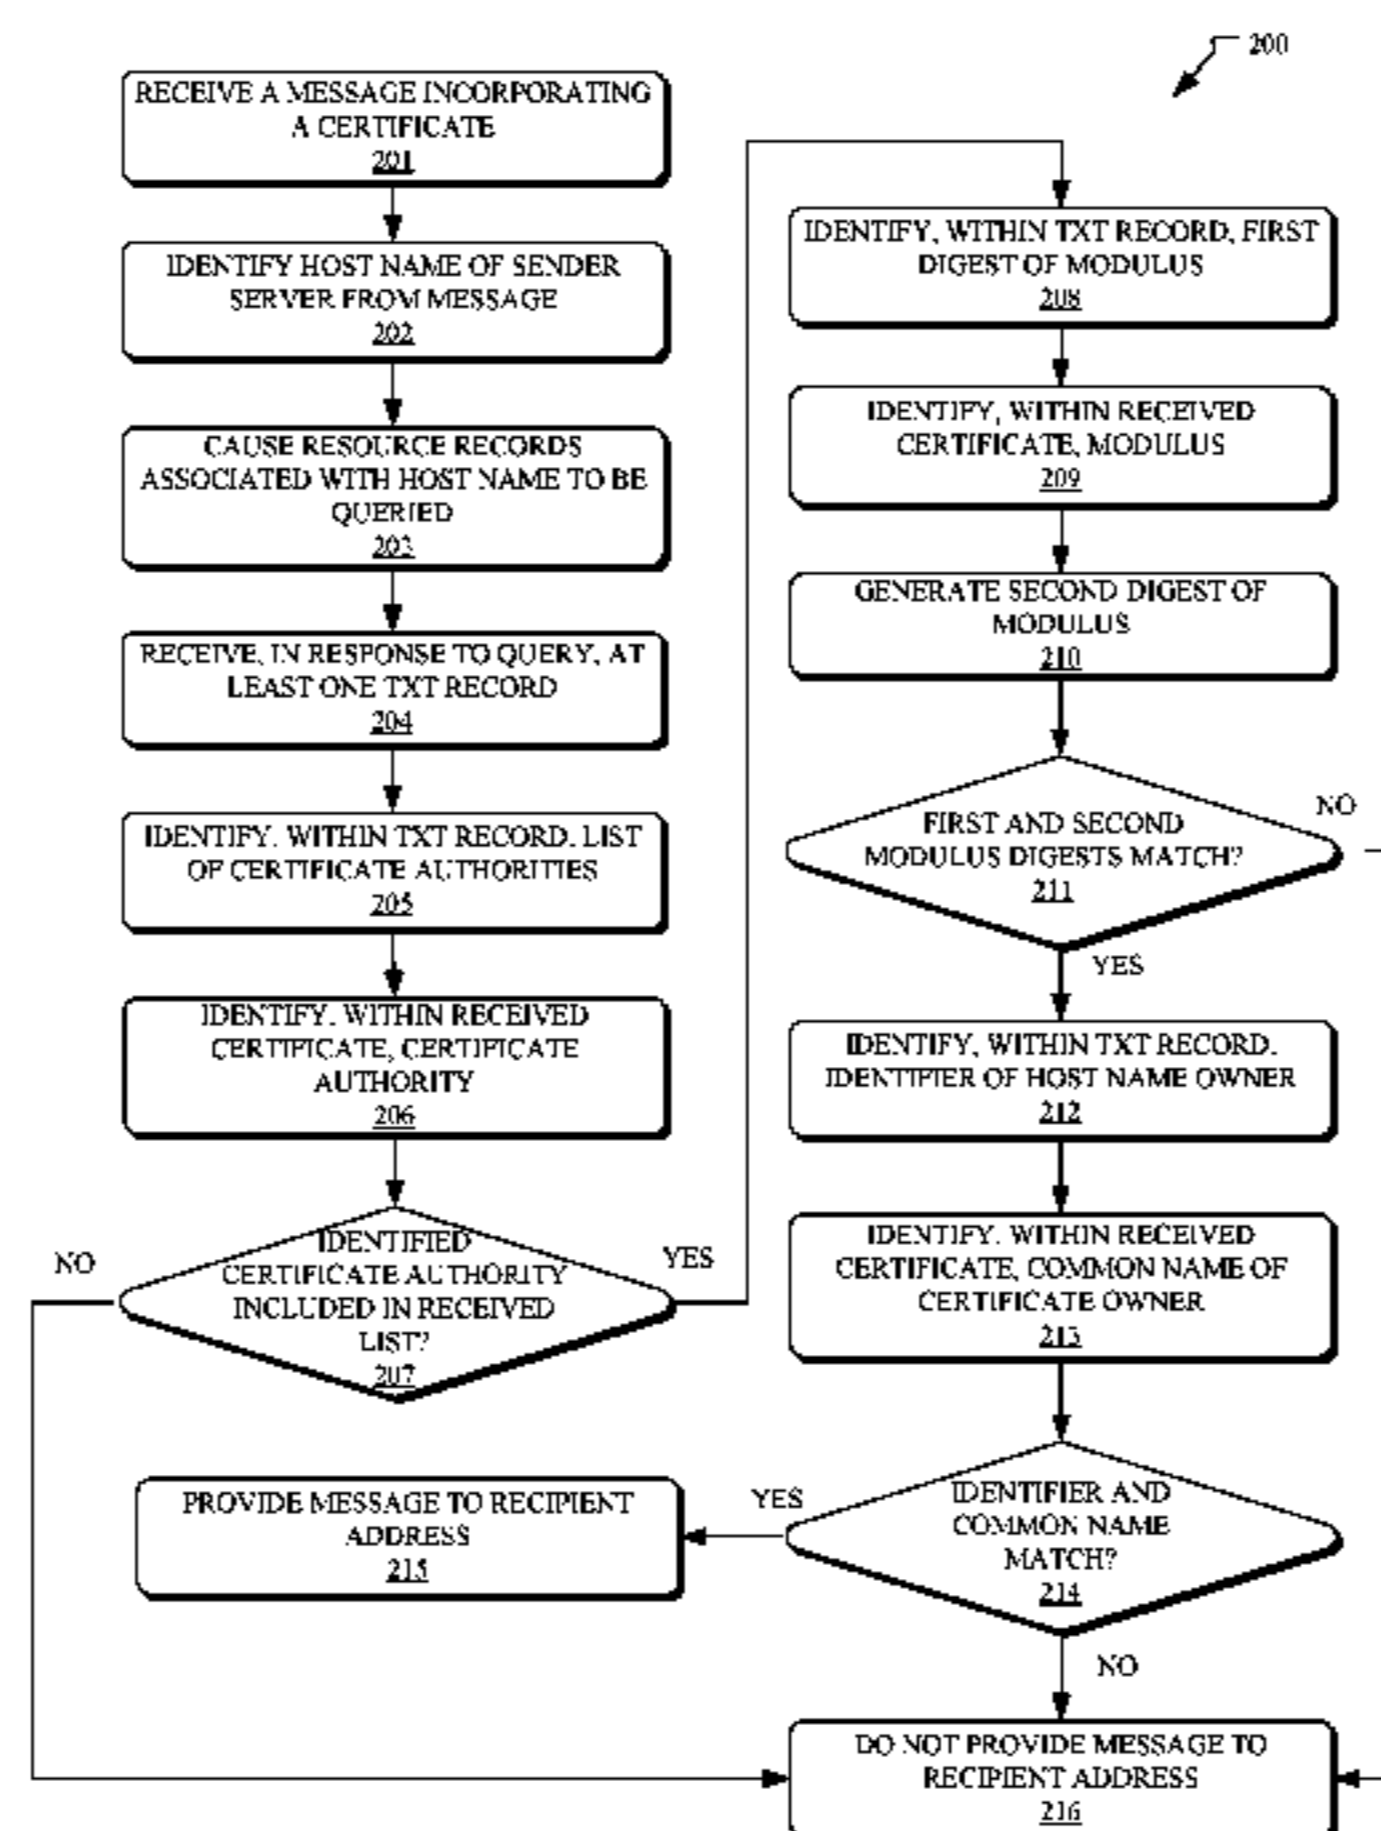 200
RECEIVE A MESSAGE INCORPORATING
A CERTIFICATE
201
IDENTIFY HOST NAME OF SENDER
SERVER FROM MESSAGE
202
CAUSE RESOURCE RECORDS
ASSOCIATED WITH HOST NAME TO BE
QUERIED
203
RECEIVE, IN RESPONSE TO QUERY, AT
LEAST ONE TXT RECORD
204
IDENTIFY, WITHIN TXT RECORD, LIST
OF CERTIFICATE AUTHORITIES
205
IDENTIFY, WITHIN RECEIVED
CERTIFICATE, CERTIFICATE
AUTHORITY
206
IDENTIFIED
CERTIFICATE AUTHORITY
INCLUDED IN RECEIVED
LIST?
207
NO
YES
IDENTIFY, WITHIN TXT RECORD, FIRST
DIGEST OF MODULUS
208
IDENTIFY, WITHIN RECEIVED
CERTIFICATE, MODULUS
209
GENERATE SECOND DIGEST OF
MODULUS
210
FIRST AND SECOND
MODULUS DIGESTS MATCH?
211
NO
YES
IDENTIFY, WITHIN TXT RECORD,
IDENTIFIER OF HOST NAME OWNER
212
IDENTIFY, WITHIN RECEIVED
CERTIFICATE, COMMON NAME OF
CERTIFICATE OWNER
213
IDENTIFIER AND
COMMON NAME
MATCH?
214
YES
NO
PROVIDE MESSAGE TO RECIPIENT
ADDRESS
215
DO NOT PROVIDE MESSAGE TO
RECIPIENT ADDRESS
216